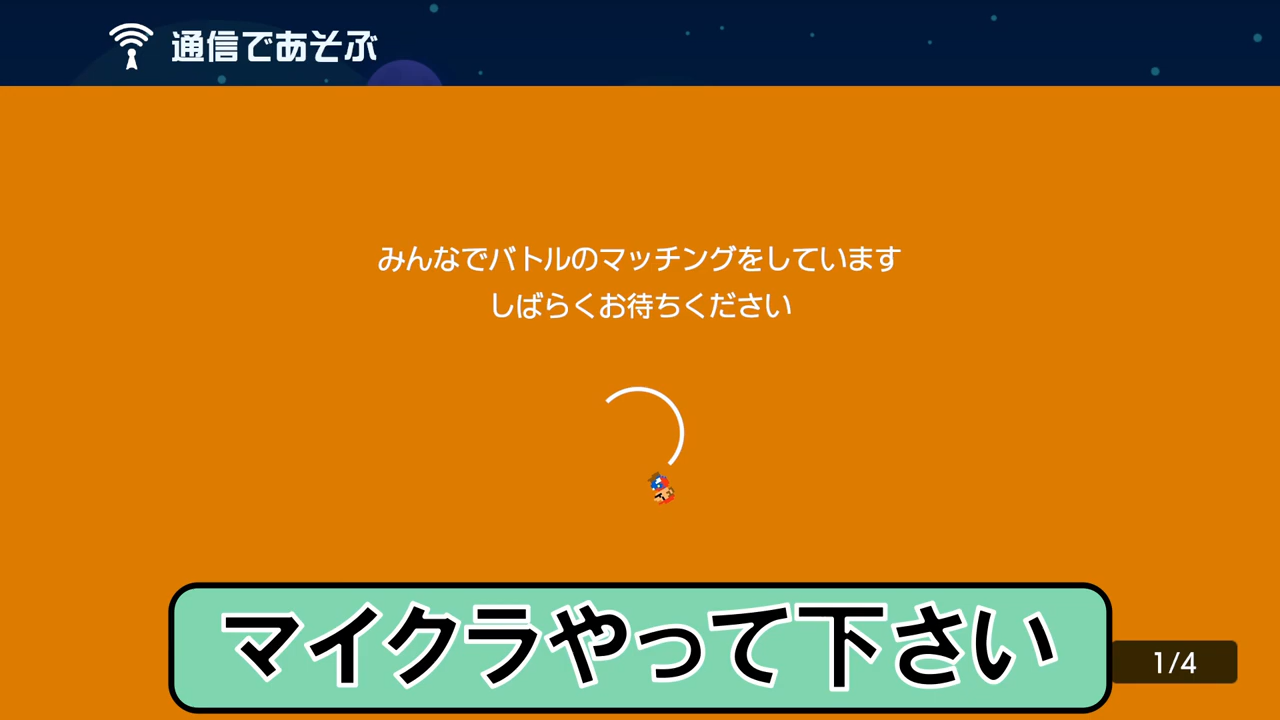 通信であそぶ
みんなでバトルのマッチングをしています
しばらくお待ちください
マイクラやって下さい
1/4